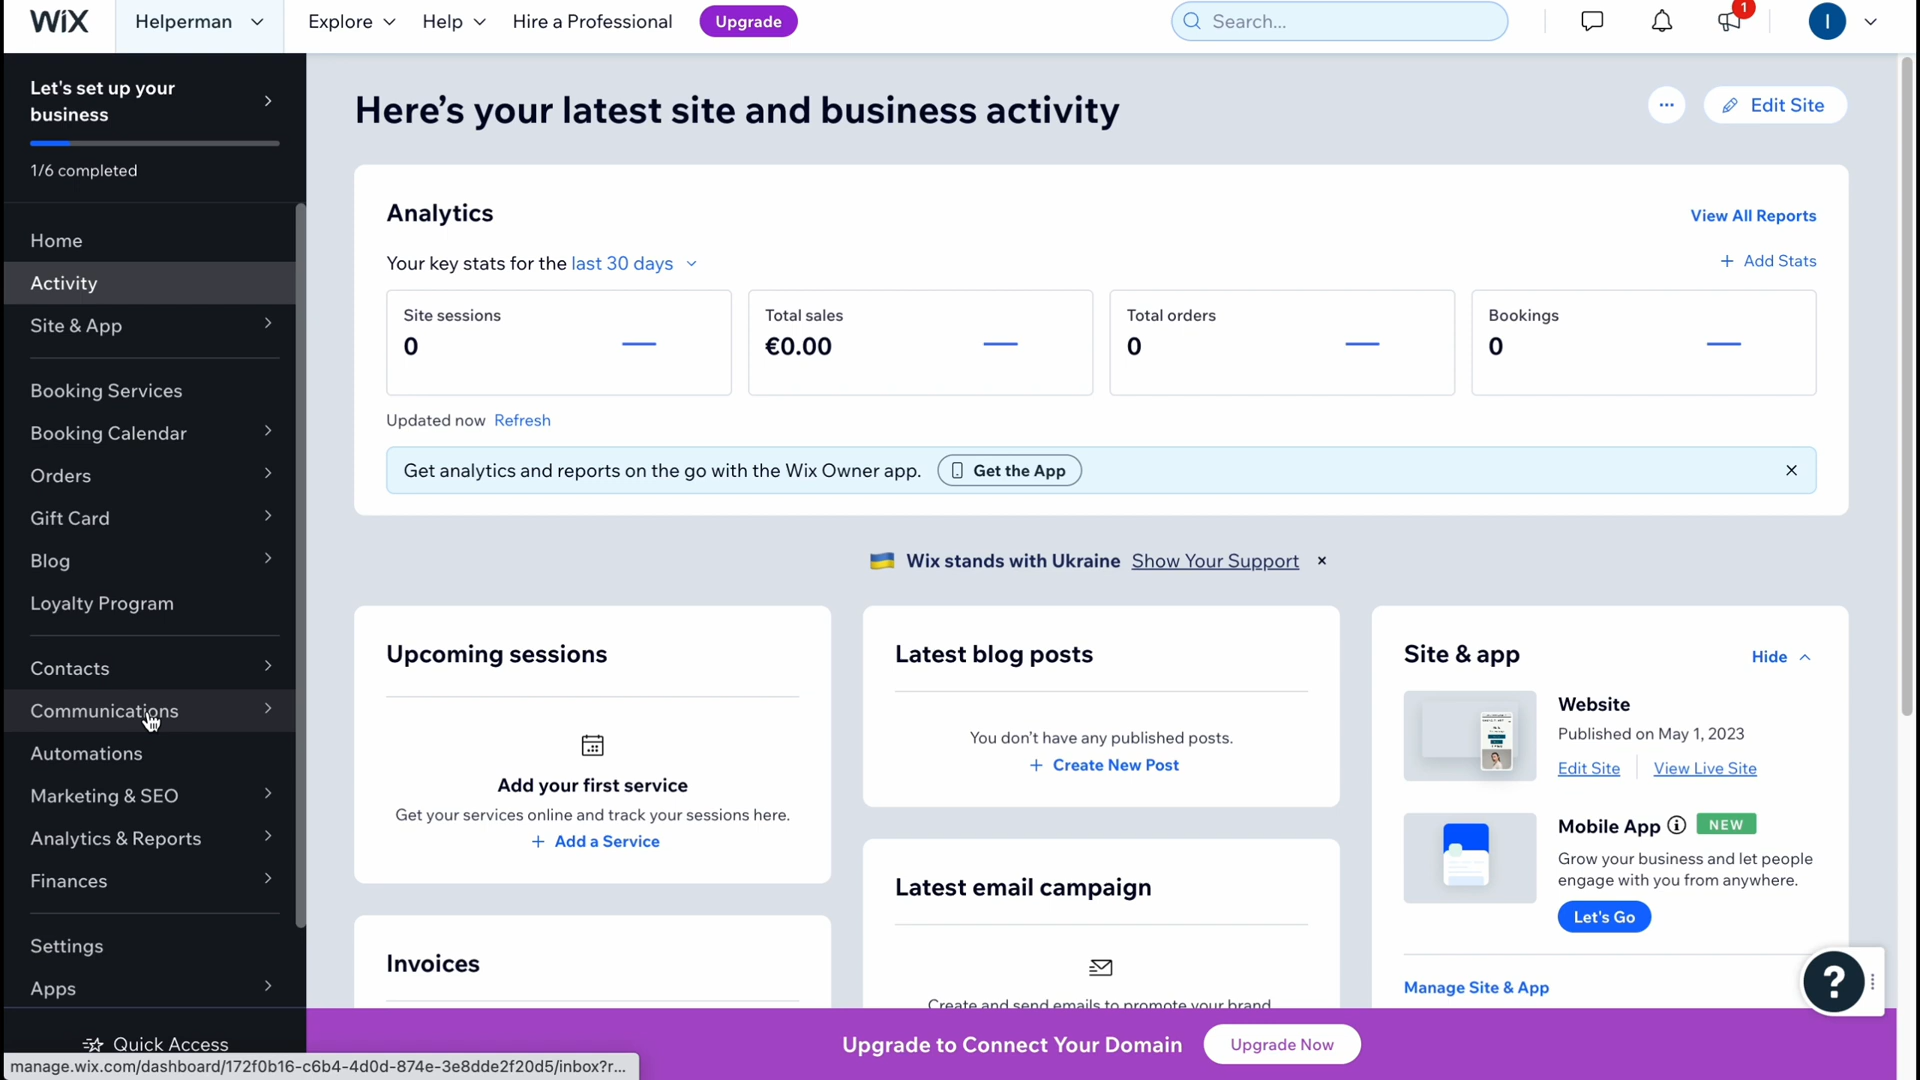 WIX
Helperman
Explore
Help
Hire a Professional
Upgrade
Search...
1
I
Let's set up your
business
1/6 completed
Home
Activity
Site & App
Booking Services
Booking Calendar
Orders
Gift Card
Blog
Loyalty Program
Contacts
Communications
Automations
Marketing & SEO
Analytics & Reports
Finances
Settings
Apps
Quick Access
manage.wix.com/dashboard/172f0b16-c6b4-4d0d-874e-3e8dde2f20d5/inbox?r...
Here’s your latest site and business activity
Edit Site
Analytics
View All Reports
Your key stats for the last 30 days
+ Add Stats
Site sessions
0
Total sales
€0.00
Total orders
0
Bookings
0
Updated now Refresh
Get analytics and reports on the go with the Wix Owner app.
Get the App
Wix stands with Ukraine Show Your Support
Upcoming sessions
Add your first service
Get your services online and track your sessions here.
+ Add a Service
Invoices
Latest blog posts
You don’t have any published posts.
+ Create New Post
Latest email campaign
Create and send emails to promote your brand
Site & app
Hide
Website
Published on May 1, 2023
Edit Site
View Live Site
Mobile App
NEW
Grow your business and let people
engage with you from anywhere.
Let's Go
Manage Site & App
?
Upgrade to Connect Your Domain
Upgrade Now